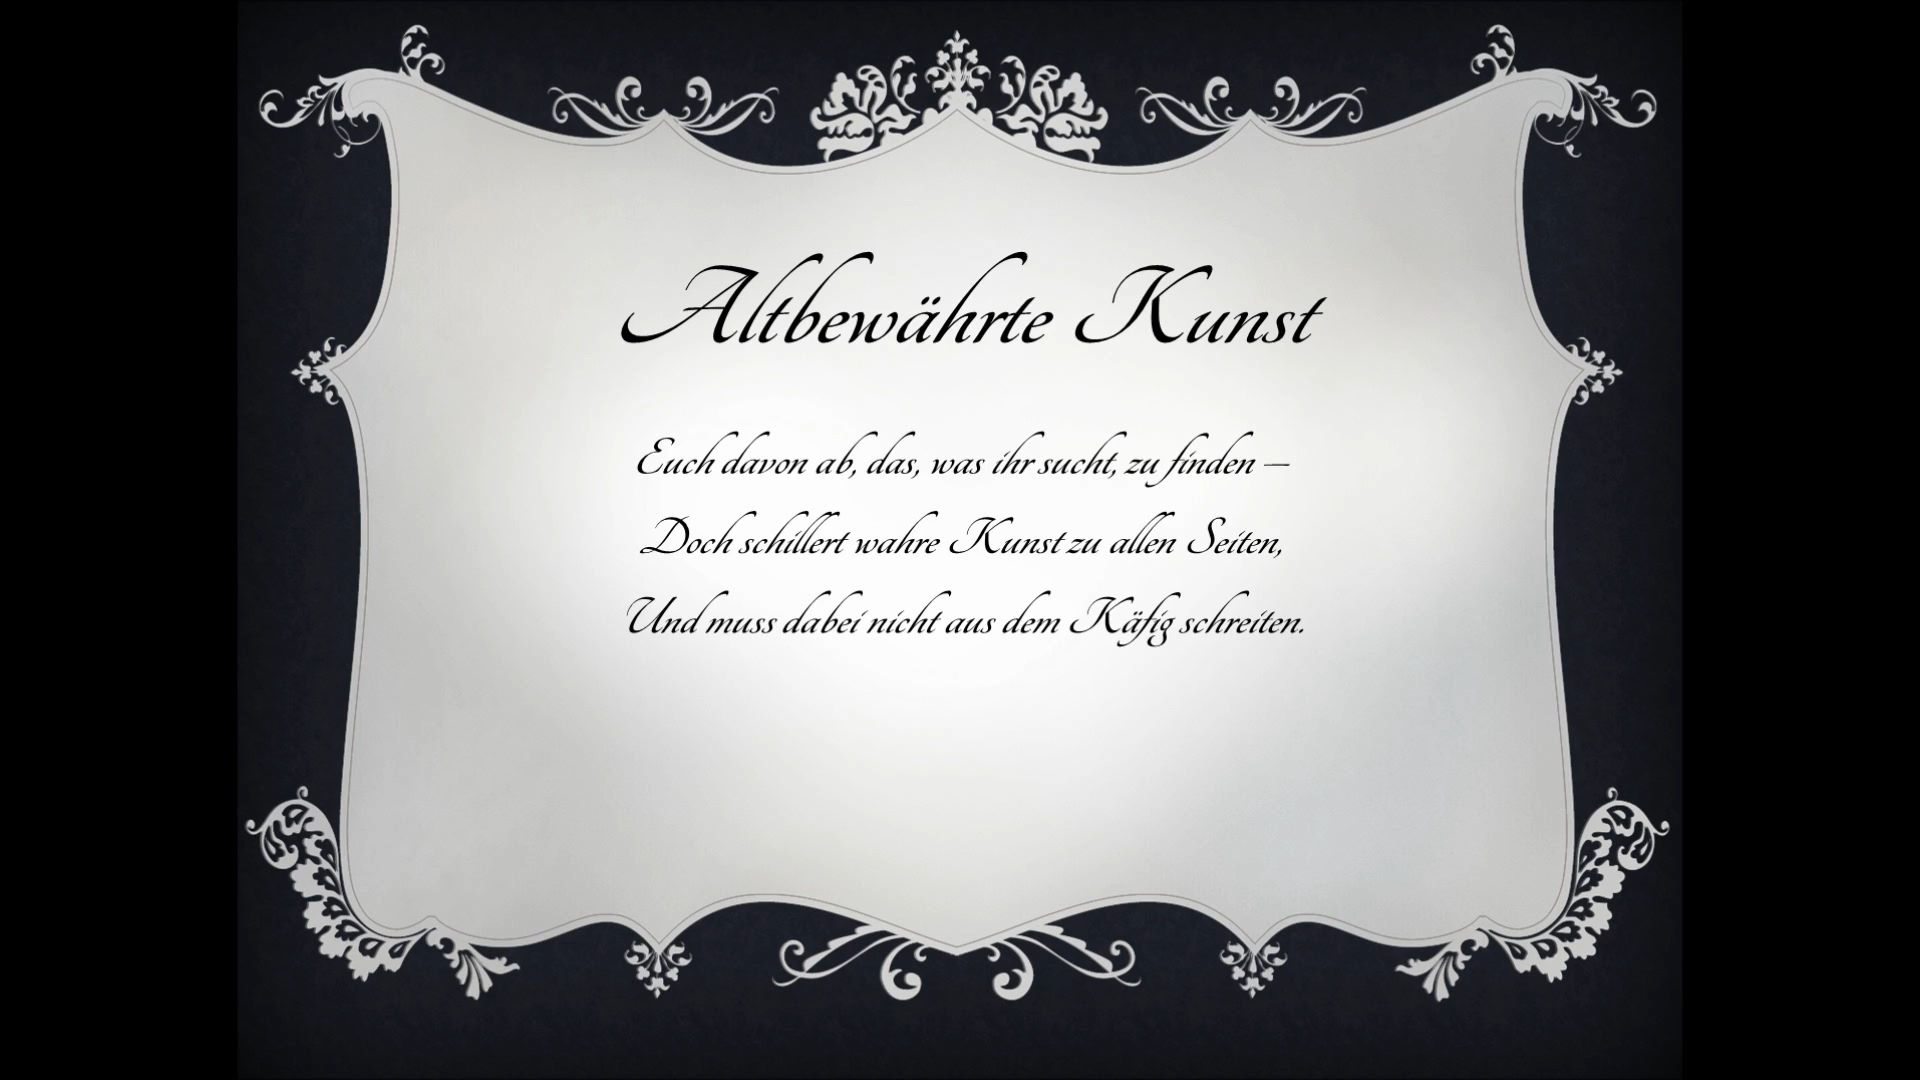 Altbewährte Kunst
Euch davon ab, das, was ihr sucht, zu finden –
Doch schillert wahre Kunst zu allen Seiten,
Und muss dabei nicht aus dem Käfig schreiten.